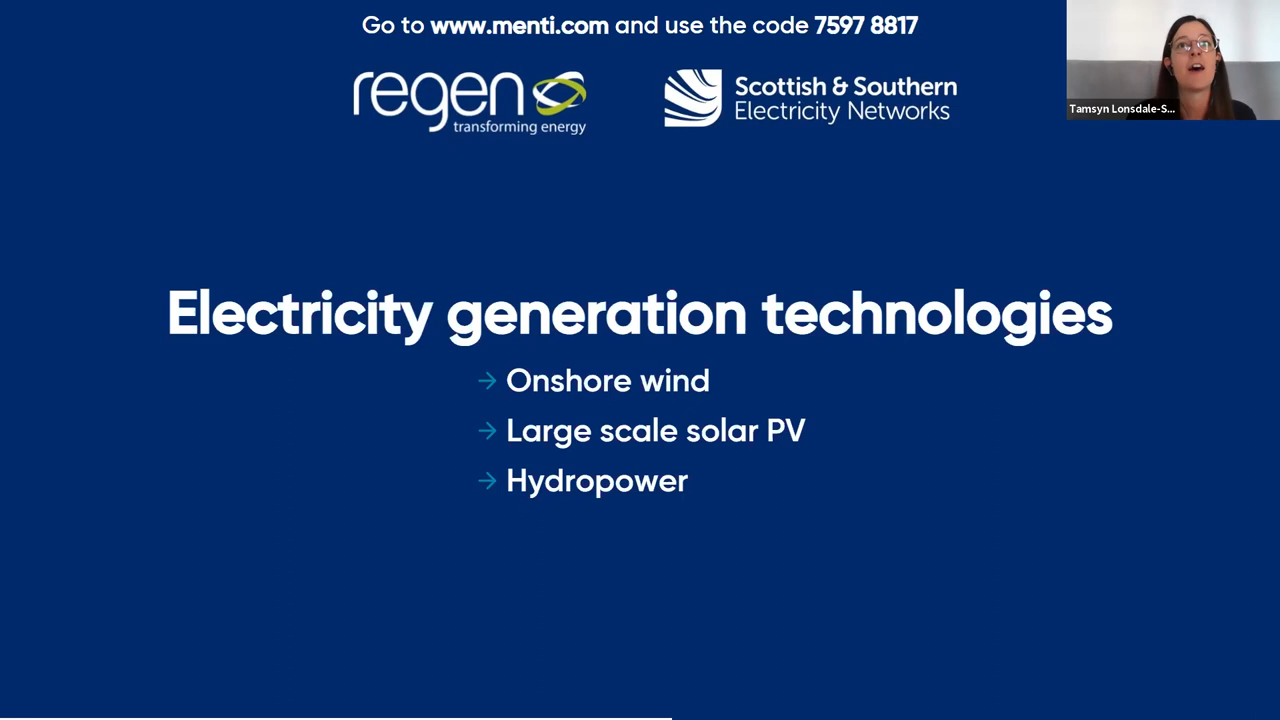 Go to www.menti.com and use the code 7597 8817
regen
transforming energy
Scottish & Southern
Electricity Networks
Tamsyn Lonsdale-S...
Electricity generation technologies
→ Onshore wind
→ Large scale solar PV
→ Hydropower